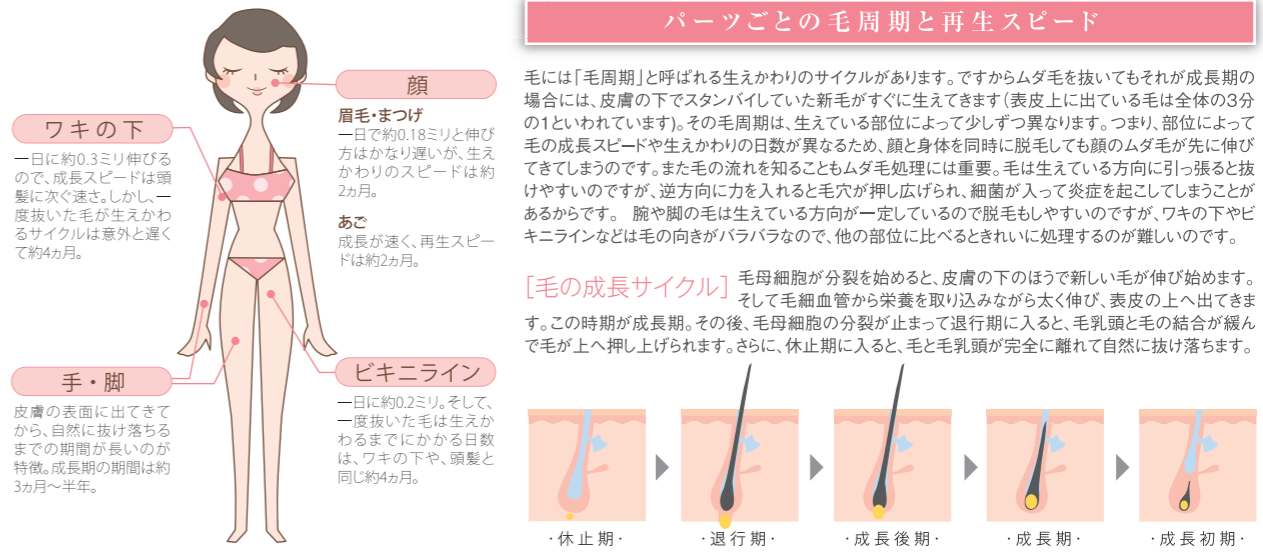 パーツごとの毛周期と再生スピード
毛には「毛周期」と呼ばれる生えかわりのサイクルがあります。ですからムダ毛を抜いてもそれが成長期の
場合には、皮膚の下でスタンバイしていた新毛がすぐに生えてきます（表皮上に出ている毛は全体の3分
の1といわれています）。その毛周期は、生えている部位によって少しずつ異なります。つまり、部位によって
毛の成長スピードや生えかわりの日数が異なるため、顔と身体を同時に脱毛しても顔のムダ毛が先に伸び
てきてしまうのです。また毛の流れを知ることもムダ毛処理には重要。毛は生えている方向に引っ張ると抜
けやすいのですが、逆方向に力を入れると毛穴が押し広げられ、細菌が入って炎症を起こしてしまうことが
あるからです。 腕や脚の毛は生えている方向が一定しているので脱毛もしやすいのですが、ワキの下やビ
キニラインなどは毛の向きがバラバラなので、他の部位に比べるときれいに処理するのが難しいのです。
[毛の成長サイクル] 毛母細胞が分裂を始めると、皮膚の下のほうで新しい毛が伸び始めます。
そして毛細血管から栄養を取り込みながら太く伸び、表皮の上へ出てきま
す。この時期が成長期。その後、毛母細胞の分裂が止まって退行期に入ると、毛乳頭と毛の結合が緩ん
で毛が上へ押し上げられます。さらに、休止期に入ると、毛と毛乳頭が完全に離れて自然に抜け落ちます。
・休止期・
・退行期・
・成長後期・
・成長期・
・成長初期・
顔
眉毛・まつげ
一日で約0.18ミリと伸び
方はかなり遅いが、生え
かわりのスピードは約
2ヵ月。
あご
成長が速く、再生スピー
ドは約2ヵ月。
ワキの下
一日に約0.3ミリ伸びる
ので、成長スピードは頭
髪に次ぐ速さ。しかし、一
度抜いた毛が生えかわ
るサイクルは意外と遅く
て約4ヵ月。
手・脚
皮膚の表面に出てきて
から、自然に抜け落ちる
までの期間が長いのが
特徴。成長期の期間は約
3ヵ月〜半年。
ビキニライン
一日に約0.2ミリ。そして、
一度抜いた毛は生えか
わるまでにかかる日数
は、ワキの下や、頭髪と
同じ約4ヵ月。